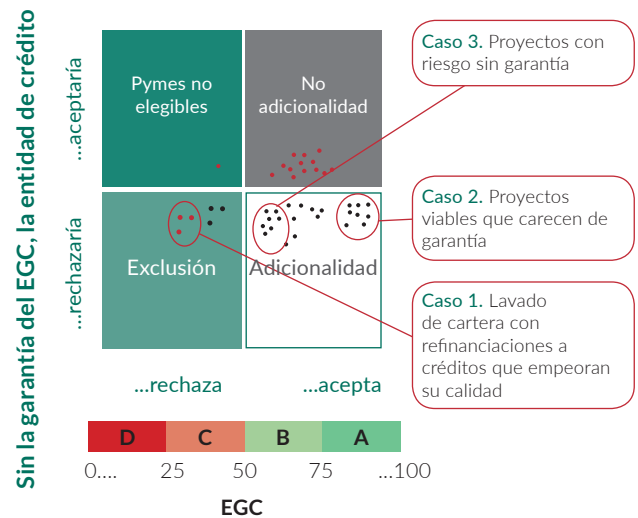 Sin la garantía del EGC, la entidad de crédito
...aceptaría
...rechazaría
Pymes no
elegibles
No
adicionalidad
Exclusión
Adicionalidad
Caso 3. Proyectos con
riesgo sin garantía
Caso 2. Proyectos
viables que carecen de
garantía
Caso 1. Lavado
de cartera con
refinanciaciones a
créditos que empeoran
su calidad
...rechaza
...acepta
D C B A
0.... 25 50 75 ...100
EGC